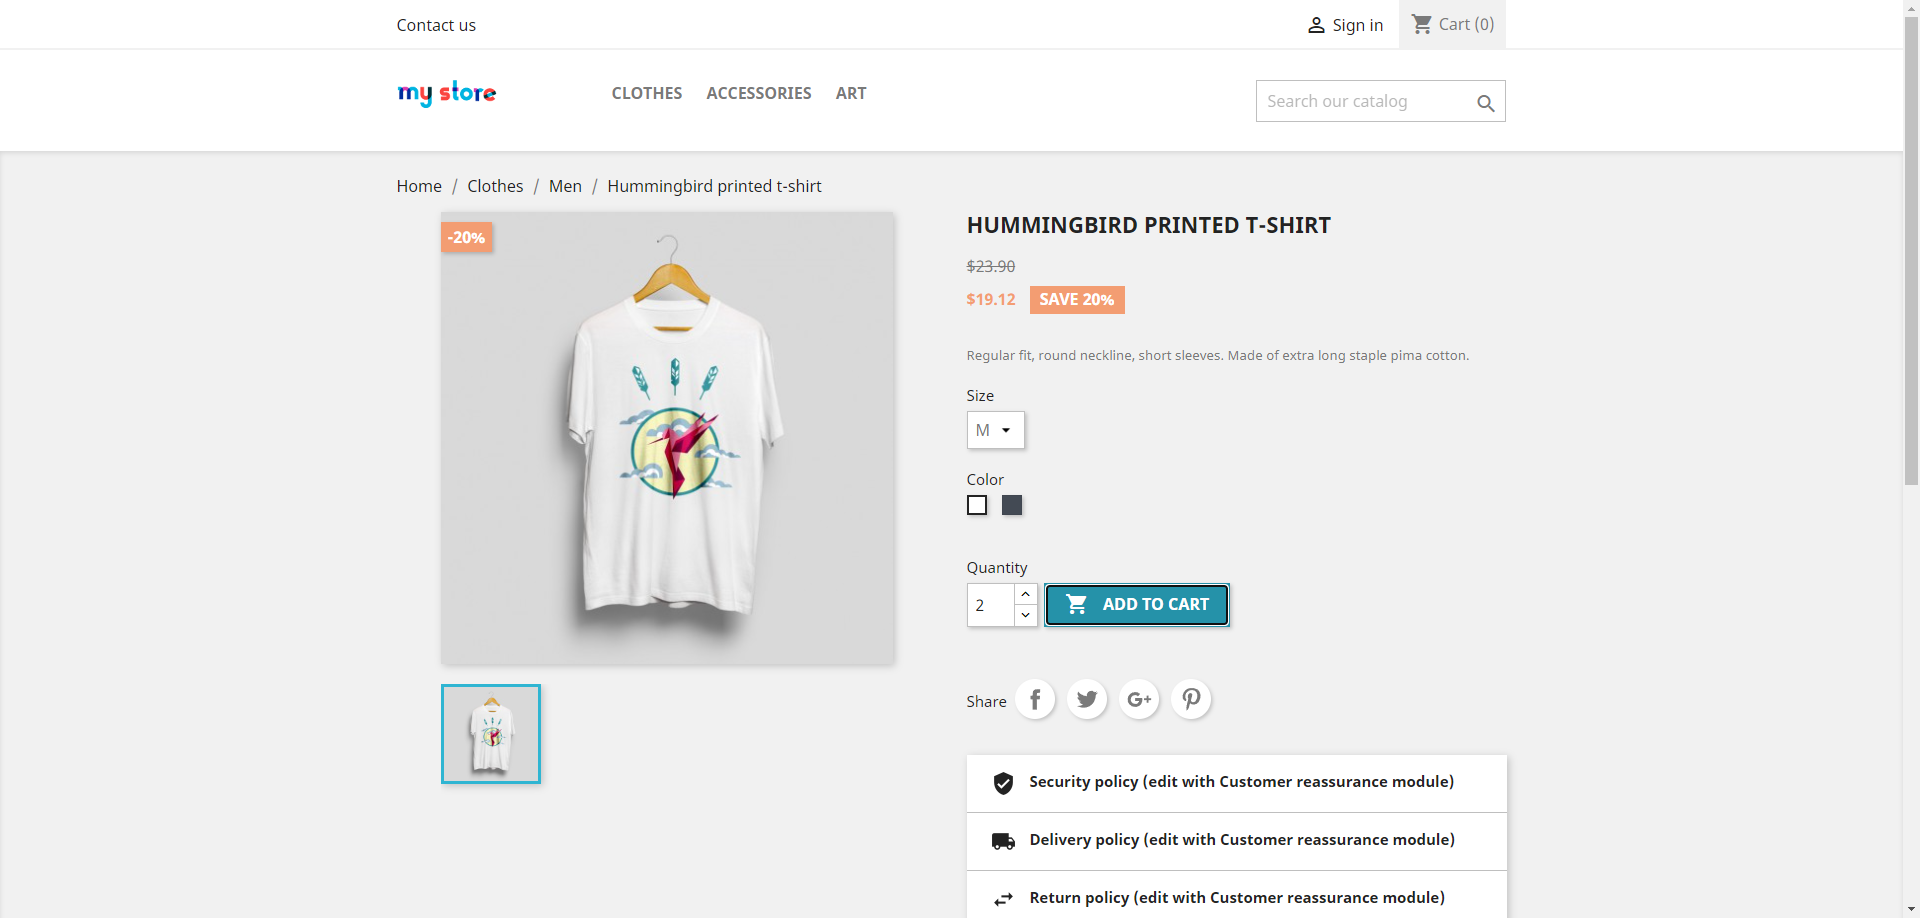 Contact us
Sign in
Cart (0)
my store
CLOTHES
ACCESSORIES
ART
Search our catalog
Home / Clothes / Men / Hummingbird printed t-shirt
-20%
HUMMINGBIRD PRINTED T-SHIRT
$23.90
$19.12 SAVE 20%
Regular fit, round neckline, short sleeves. Made of extra long staple pima cotton.
Size
M
Color
Quantity
2
ADD TO CART
Share
Security policy (edit with Customer reassurance module)
Delivery policy (edit with Customer reassurance module)
Return policy (edit with Customer reassurance module)